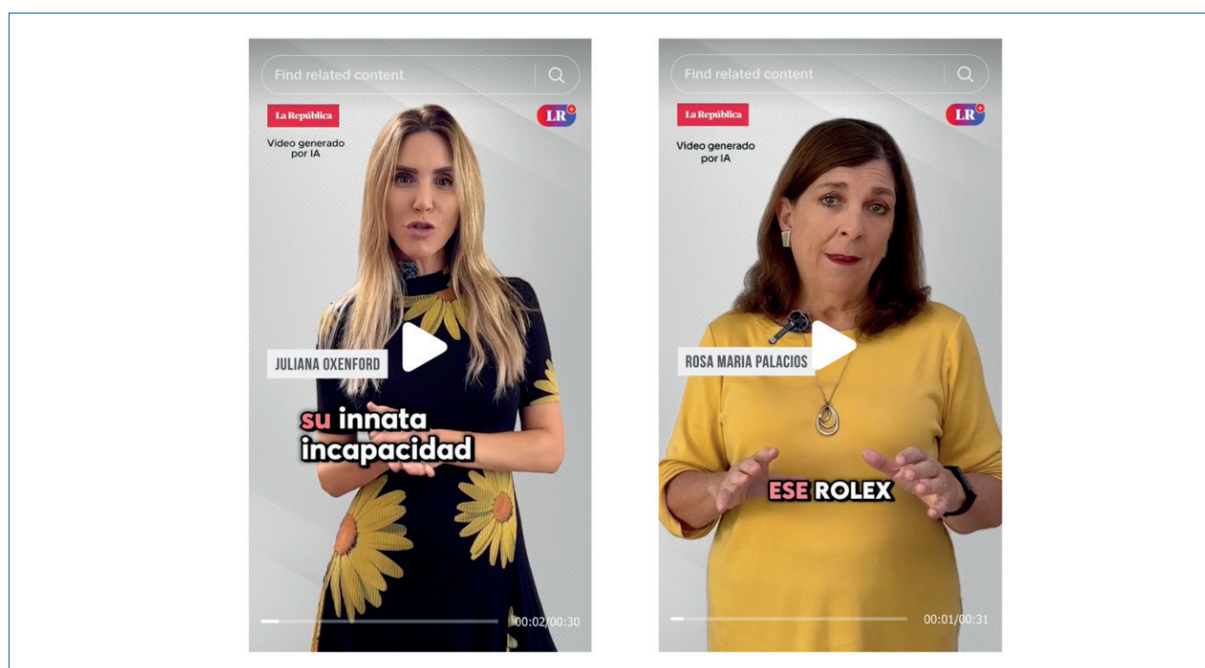 Find related content
La República
LR+
Video generado
por IA
JULIANA OXENFORD
su innata
incapacidad
00:02/00:30
Find related content
La República
LR+
Video generado
por IA
ROSA MARIA PALACIOS
ESE ROLEX
00:01/00:31